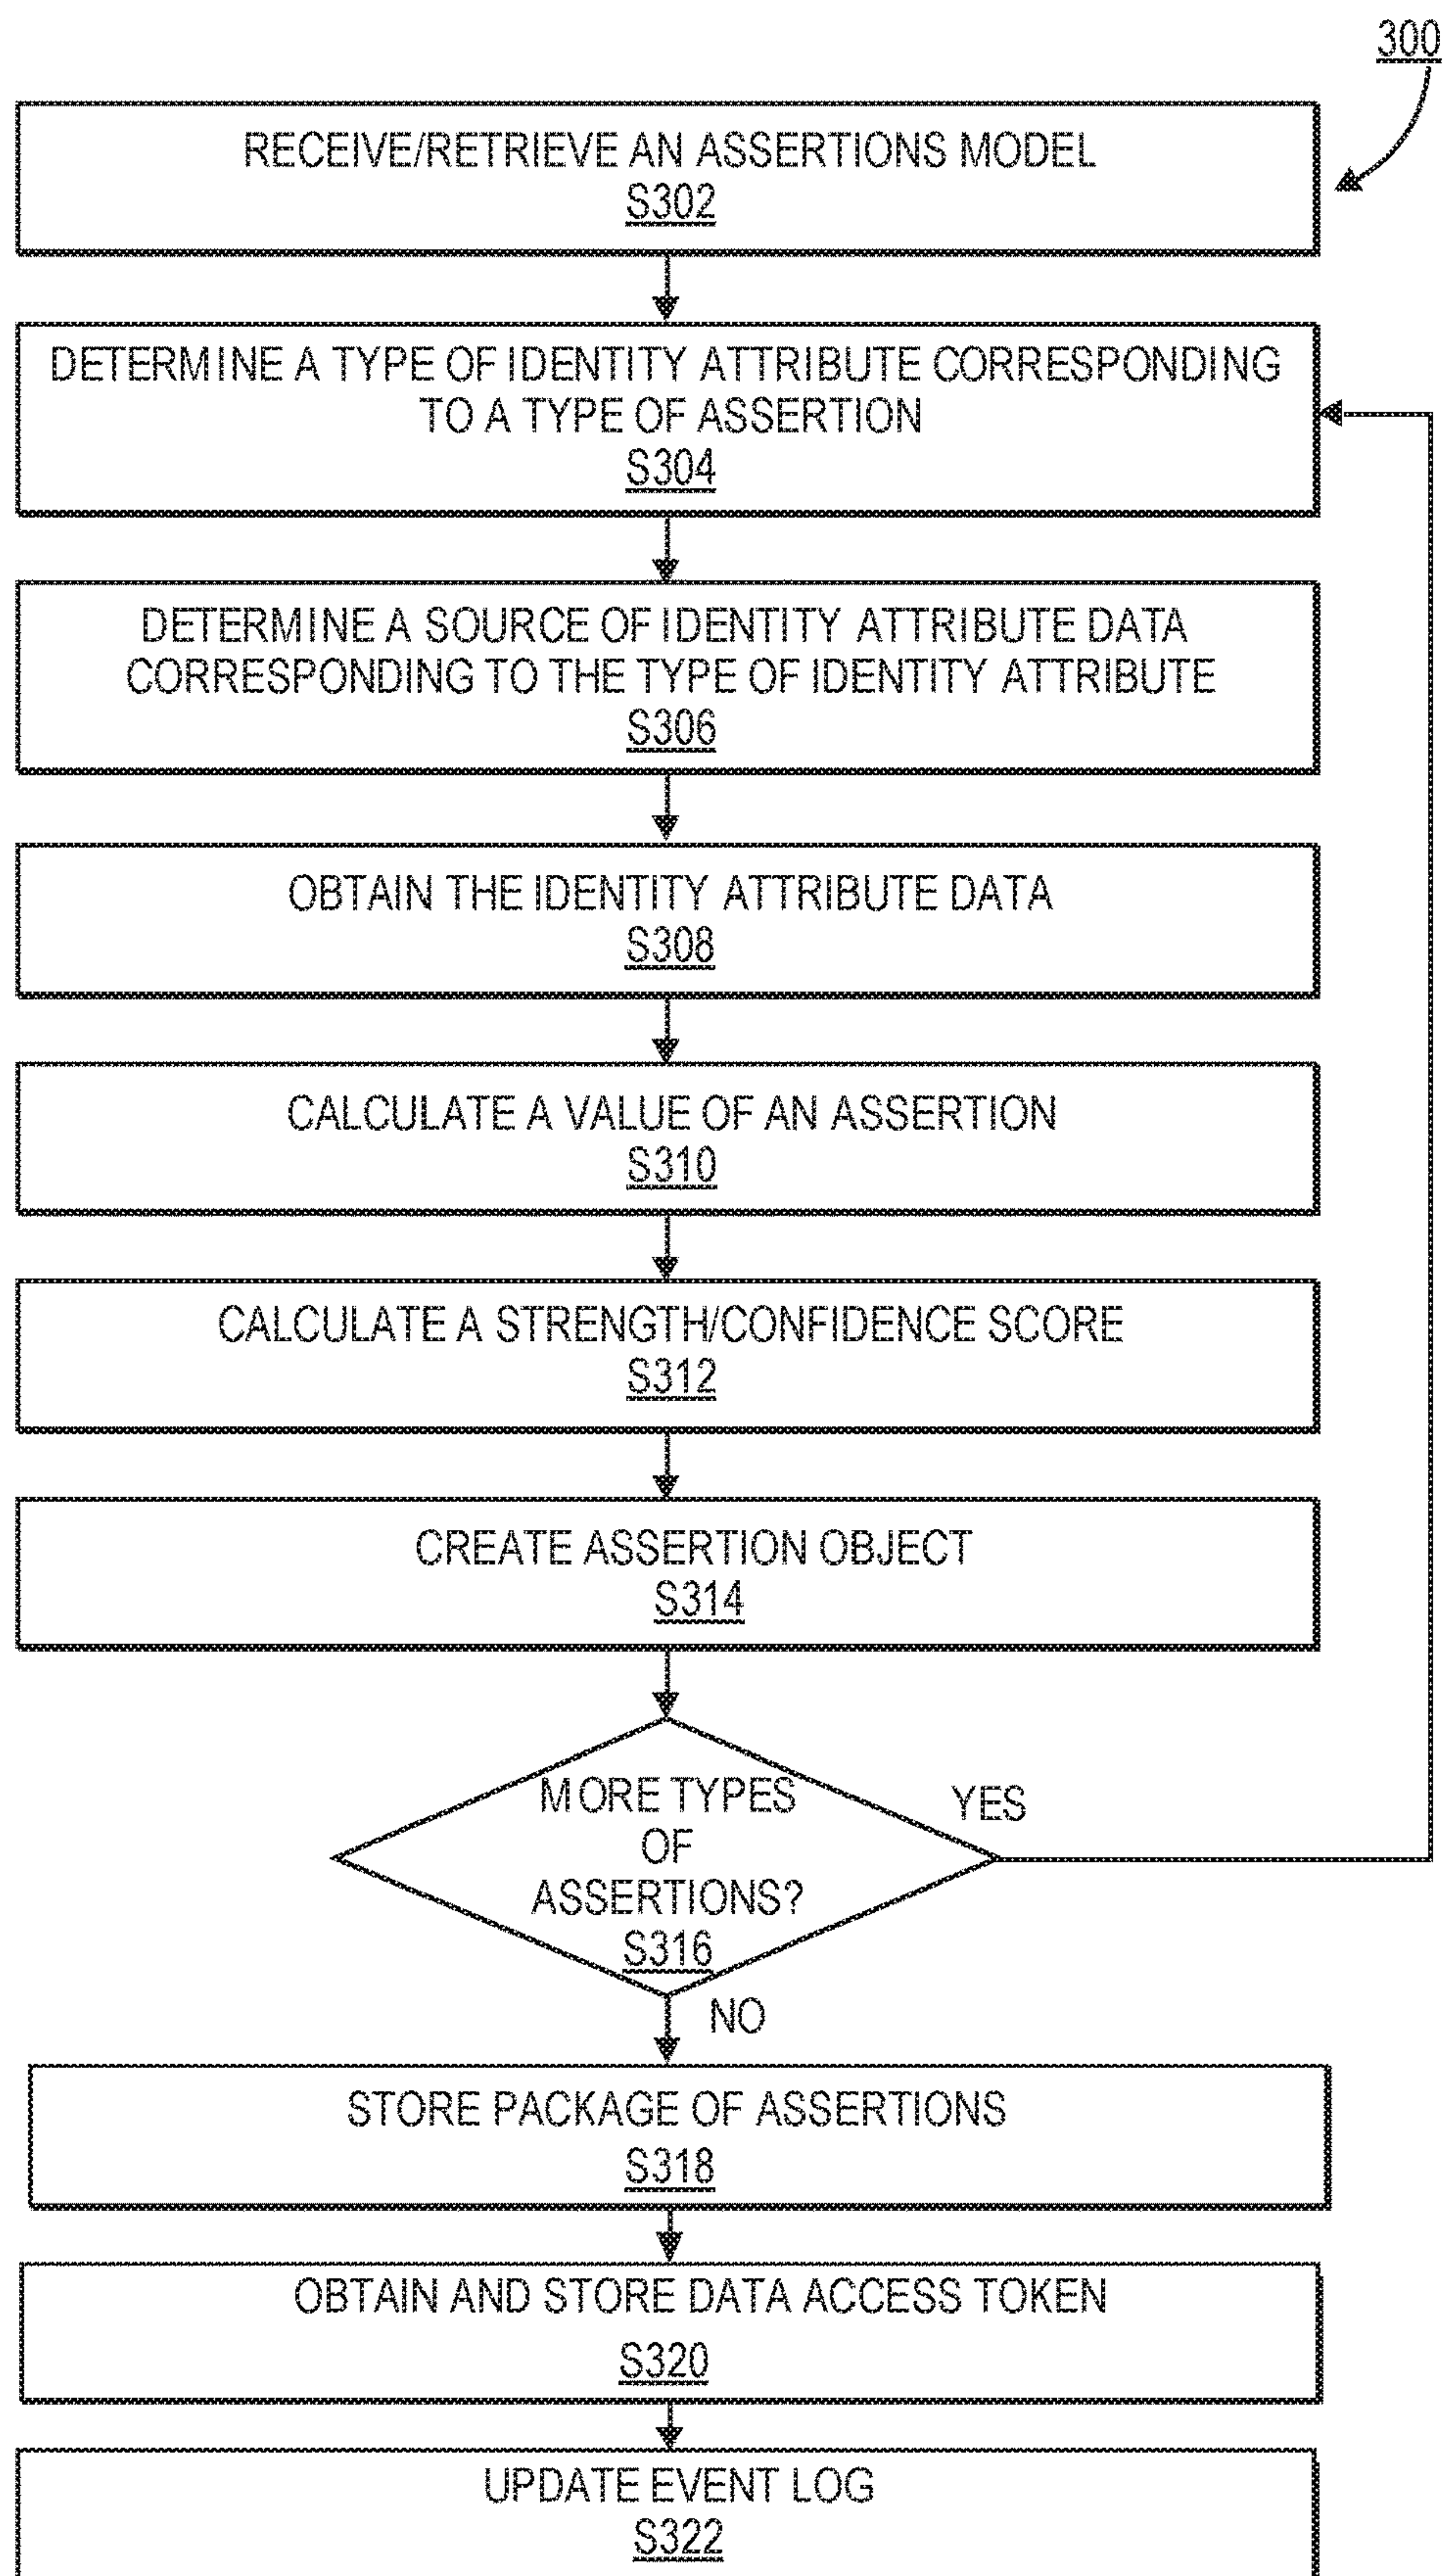 300
RECEIVE/RETRIEVE AN ASSERTIONS MODEL
S302
DETERMINE A TYPE OF IDENTITY ATTRIBUTE CORRESPONDING
TO A TYPE OF ASSERTION
S304
DETERMINE A SOURCE OF IDENTITY ATTRIBUTE DATA
CORRESPONDING TO THE TYPE OF IDENTITY ATTRIBUTE
S306
OBTAIN THE IDENTITY ATTRIBUTE DATA
S308
CALCULATE A VALUE OF AN ASSERTION
S310
CALCULATE A STRENGTH/CONFIDENCE SCORE
S312
CREATE ASSERTION OBJECT
S314
MORE TYPES
OF
ASSERTIONS?
S316
YES
NO
STORE PACKAGE OF ASSERTIONS
S318
OBTAIN AND STORE DATA ACCESS TOKEN
S320
UPDATE EVENT LOG
S322